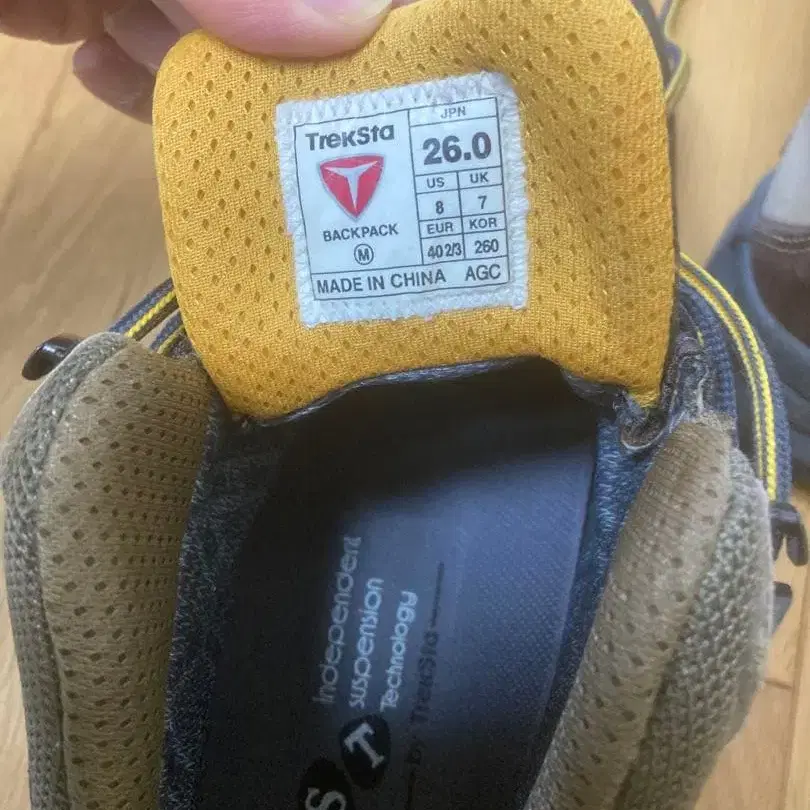 TrekSta
BACKPACK
M
JPN
26.0
US UK
8 7
EUR KOR
40 2/3 260
MADE IN CHINA AGC
Independent
suspension
Technology
by TrekSta
S
T